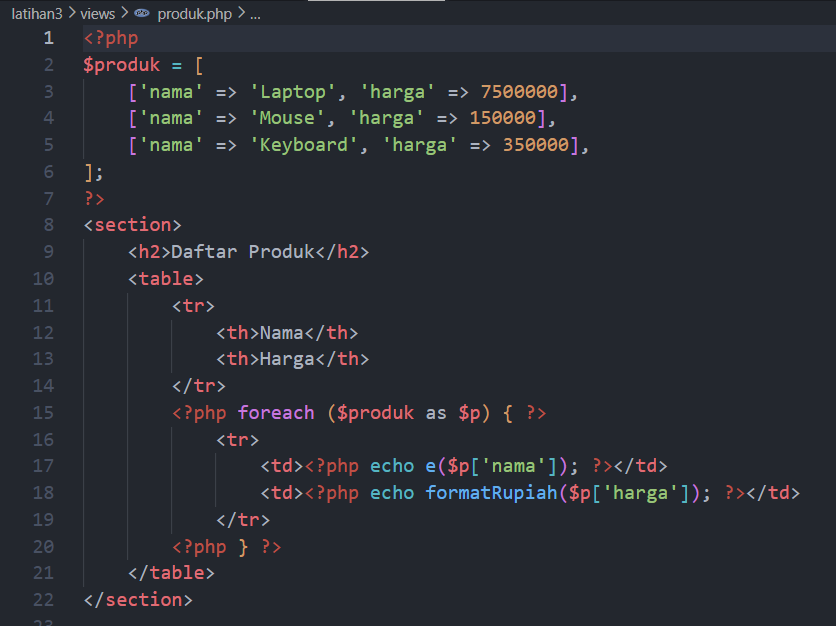 latihan3 > views > produk.php > ...
1 <?php
2 $produk = [
3     ['nama' => 'Laptop', 'harga' => 7500000],
4     ['nama' => 'Mouse', 'harga' => 150000],
5     ['nama' => 'Keyboard', 'harga' => 350000],
6 ];
7 ?>
8 <section>
9     <h2>Daftar Produk</h2>
10     <table>
11         <tr>
12             <th>Nama</th>
13             <th>Harga</th>
14         </tr>
15         <?php foreach ($produk as $p) { ?>
16             <tr>
17                 <td><?php echo e($p['nama']); ?></td>
18                 <td><?php echo formatRupiah($p['harga']); ?></td>
19             </tr>
20         <?php } ?>
21     </table>
22 </section>
23